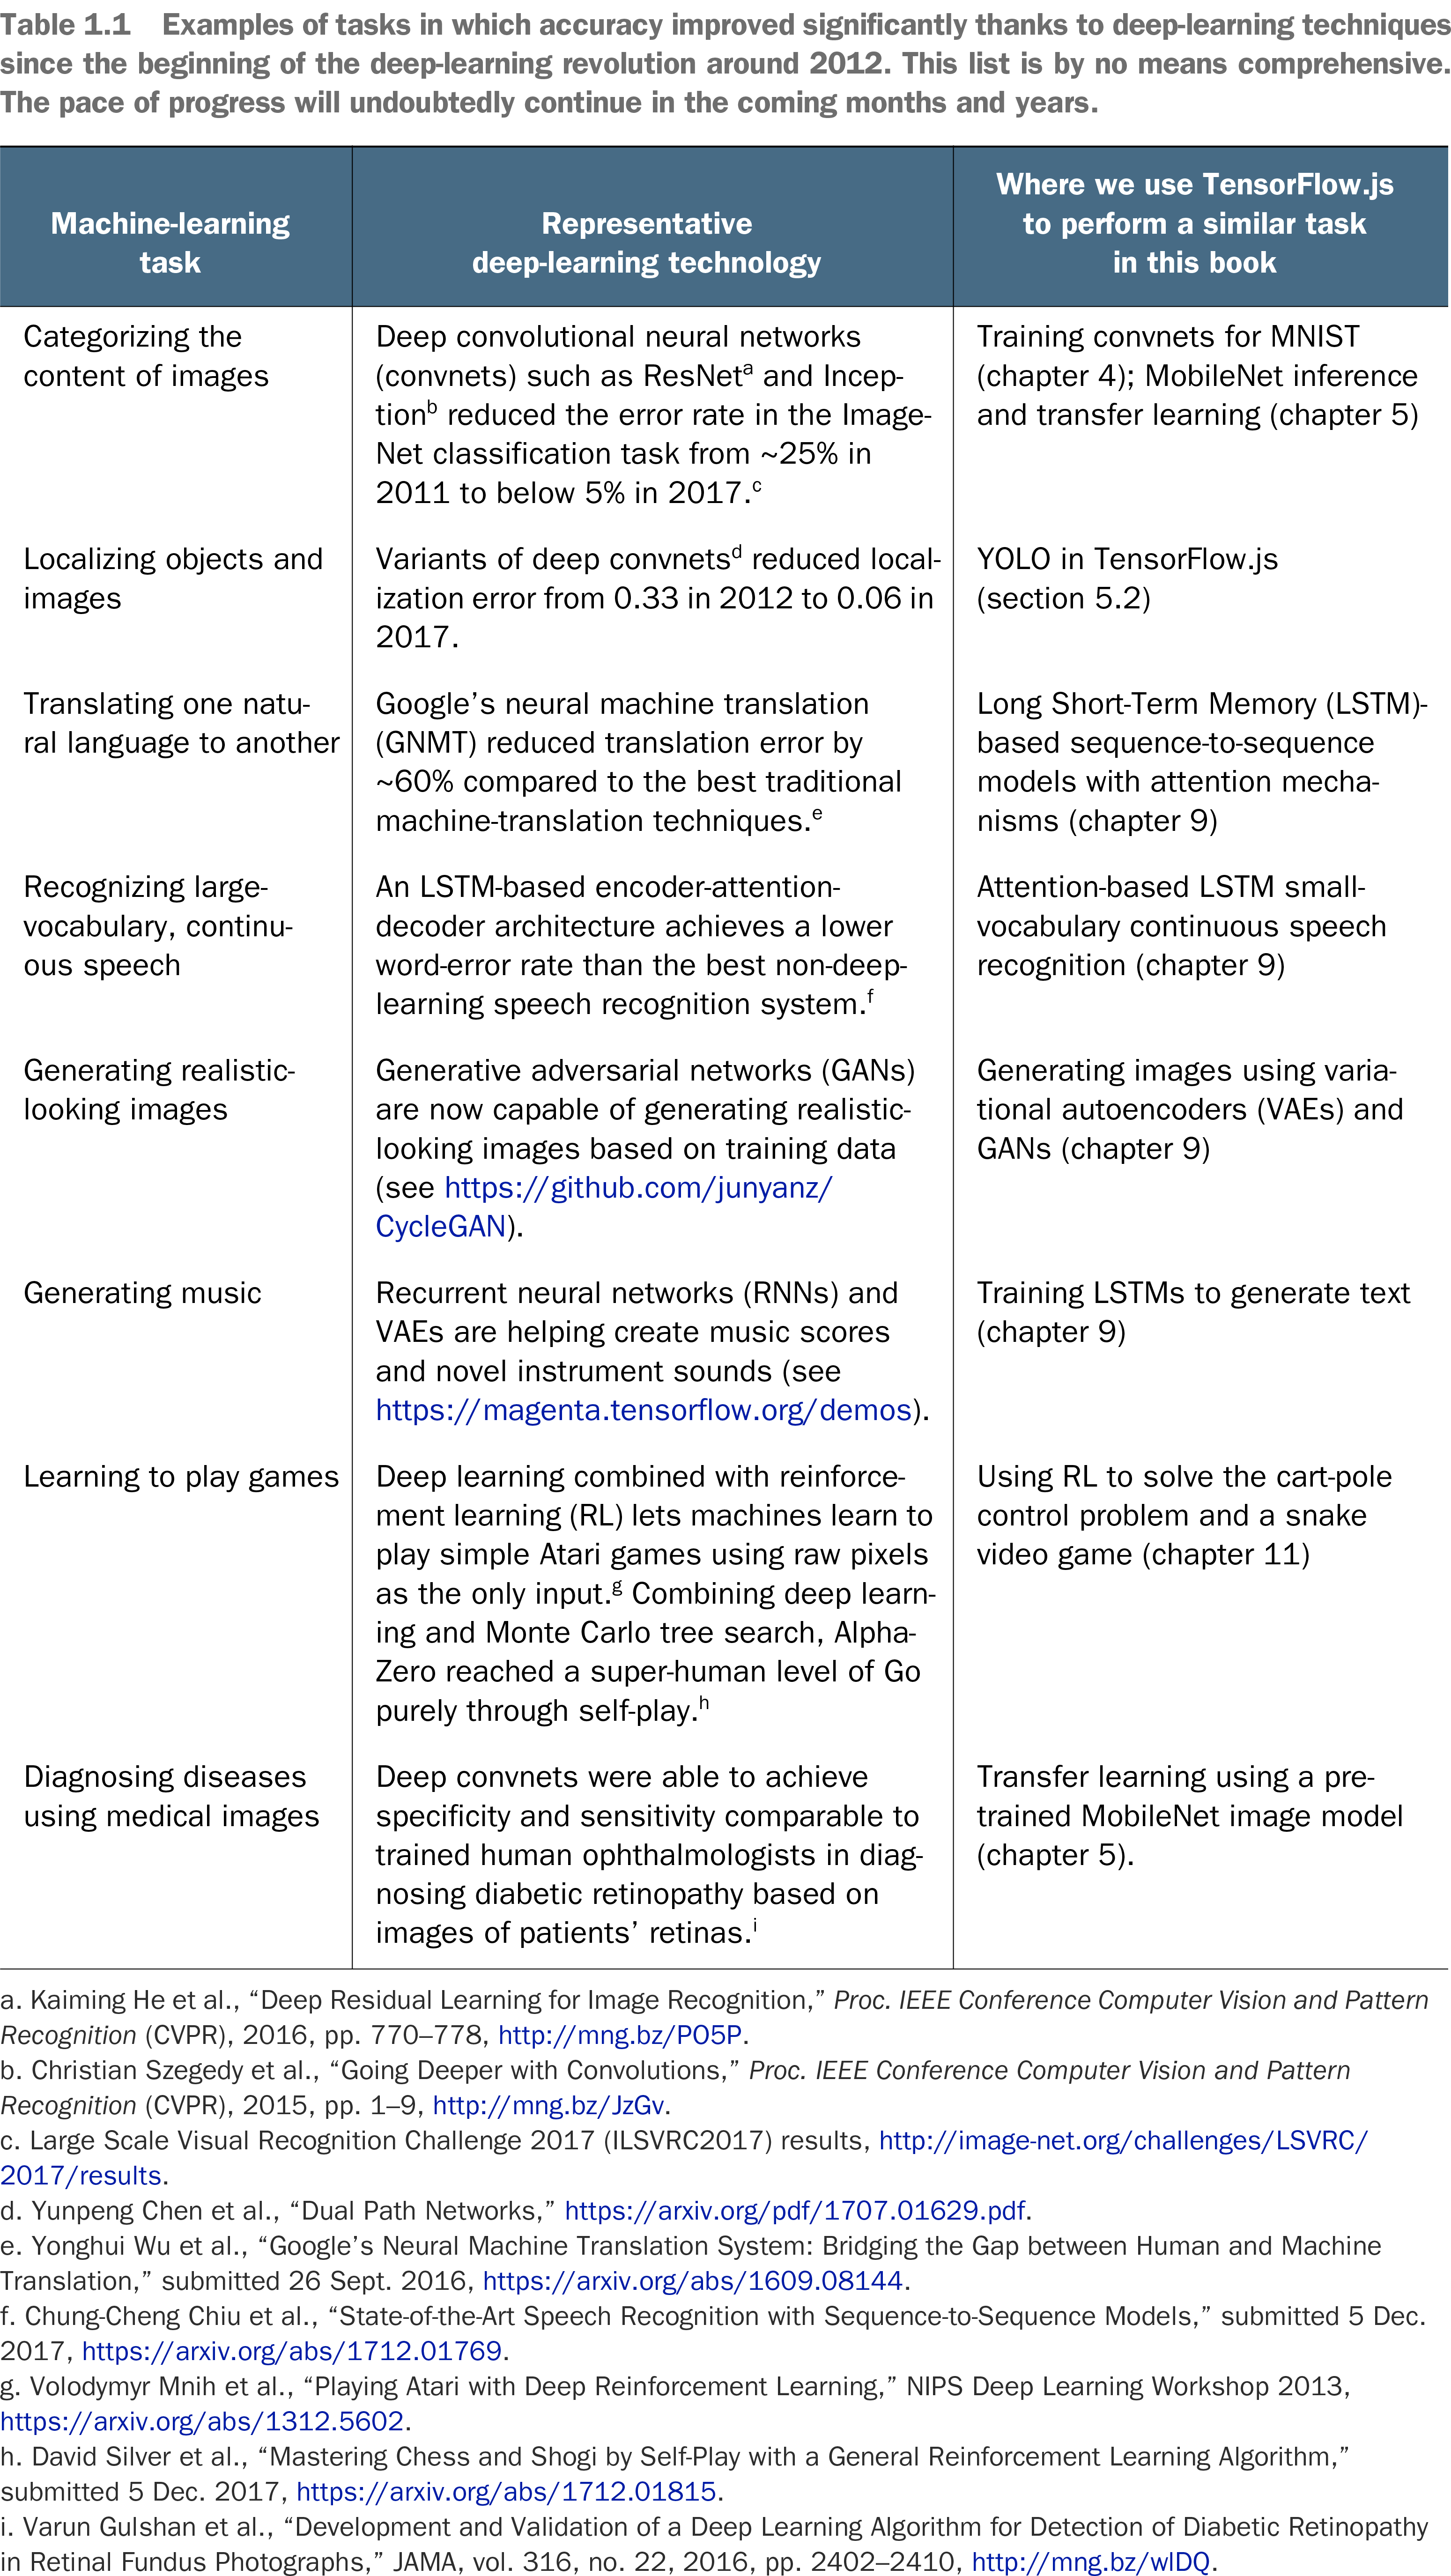 Table 1.1 Examples of tasks in which accuracy improved significantly thanks to deep-learning techniques
since the beginning of the deep-learning revolution around 2012. This list is by no means comprehensive.
The pace of progress will undoubtedly continue in the coming months and years.
Machine-learning
task
Representative
deep-learning technology
Where we use TensorFlow.js
to perform a similar task
in this book
Categorizing the
content of images
Deep convolutional neural networks
(convnets) such as ResNetᵃ and Incep-
tionᵇ reduced the error rate in the Image-
Net classification task from ~25% in
2011 to below 5% in 2017.ᶜ
Training convnets for MNIST
(chapter 4); MobileNet inference
and transfer learning (chapter 5)
Localizing objects and
images
Variants of deep convnetsᵈ reduced local-
ization error from 0.33 in 2012 to 0.06 in
2017.
YOLO in TensorFlow.js
(section 5.2)
Translating one natu-
ral language to another
Google’s neural machine translation
(GNMT) reduced translation error by
~60% compared to the best traditional
machine-translation techniques.ᵉ
Long Short-Term Memory (LSTM)-
based sequence-to-sequence
models with attention mecha-
nisms (chapter 9)
Recognizing large-
vocabulary, continu-
ous speech
An LSTM-based encoder-attention-
decoder architecture achieves a lower
word-error rate than the best non-deep-
learning speech recognition system.ᶠ
Attention-based LSTM small-
vocabulary continuous speech
recognition (chapter 9)
Generating realistic-
looking images
Generative adversarial networks (GANs)
are now capable of generating realistic-
looking images based on training data
(see https://github.com/junyanz/
CycleGAN).
Generating images using varia-
tional autoencoders (VAEs) and
GANs (chapter 9)
Generating music
Recurrent neural networks (RNNs) and
VAEs are helping create music scores
and novel instrument sounds (see
https://magenta.tensorflow.org/demos).
Training LSTMs to generate text
(chapter 9)
Learning to play games
Deep learning combined with reinforce-
ment learning (RL) lets machines learn to
play simple Atari games using raw pixels
as the only input.ᵍ Combining deep learn-
ing and Monte Carlo tree search, Alpha-
Zero reached a super-human level of Go
purely through self-play.ʰ
Using RL to solve the cart-pole
control problem and a snake
video game (chapter 11)
Diagnosing diseases
using medical images
Deep convnets were able to achieve
specificity and sensitivity comparable to
trained human ophthalmologists in diag-
nosing diabetic retinopathy based on
images of patients’ retinas.ⁱ
Transfer learning using a pre-
trained MobileNet image model
(chapter 5).
a. Kaiming He et al., “Deep Residual Learning for Image Recognition,” Proc. IEEE Conference Computer Vision and Pattern
Recognition (CVPR), 2016, pp. 770–778, http://mng.bz/PO5P.
b. Christian Szegedy et al., “Going Deeper with Convolutions,” Proc. IEEE Conference Computer Vision and Pattern
Recognition (CVPR), 2015, pp. 1–9, http://mng.bz/JzGv.
c. Large Scale Visual Recognition Challenge 2017 (ILSVRC2017) results, http://image-net.org/challenges/LSVRC/
2017/results.
d. Yunpeng Chen et al., “Dual Path Networks,” https://arxiv.org/pdf/1707.01629.pdf.
e. Yonghui Wu et al., “Google’s Neural Machine Translation System: Bridging the Gap between Human and Machine
Translation,” submitted 26 Sept. 2016, https://arxiv.org/abs/1609.08144.
f. Chung-Cheng Chiu et al., “State-of-the-Art Speech Recognition with Sequence-to-Sequence Models,” submitted 5 Dec.
2017, https://arxiv.org/abs/1712.01769.
g. Volodymyr Mnih et al., “Playing Atari with Deep Reinforcement Learning,” NIPS Deep Learning Workshop 2013,
https://arxiv.org/abs/1312.5602.
h. David Silver et al., “Mastering Chess and Shogi by Self-Play with a General Reinforcement Learning Algorithm,”
submitted 5 Dec. 2017, https://arxiv.org/abs/1712.01815.
i. Varun Gulshan et al., “Development and Validation of a Deep Learning Algorithm for Detection of Diabetic Retinopathy
in Retinal Fundus Photographs,” JAMA, vol. 316, no. 22, 2016, pp. 2402–2410, http://mng.bz/wlDQ.